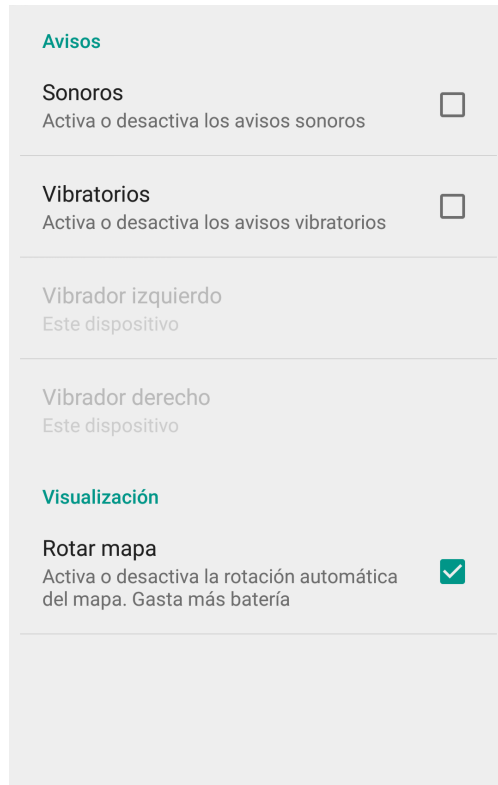 Avisos
Sonoros
Activa o desactiva los avisos sonoros
Vibratorios
Activa o desactiva los avisos vibratorios
Vibrador izquierdo
Este dispositivo
Vibrador derecho
Este dispositivo
Visualización
Rotar mapa
Activa o desactiva la rotación automática
del mapa. Gasta más batería